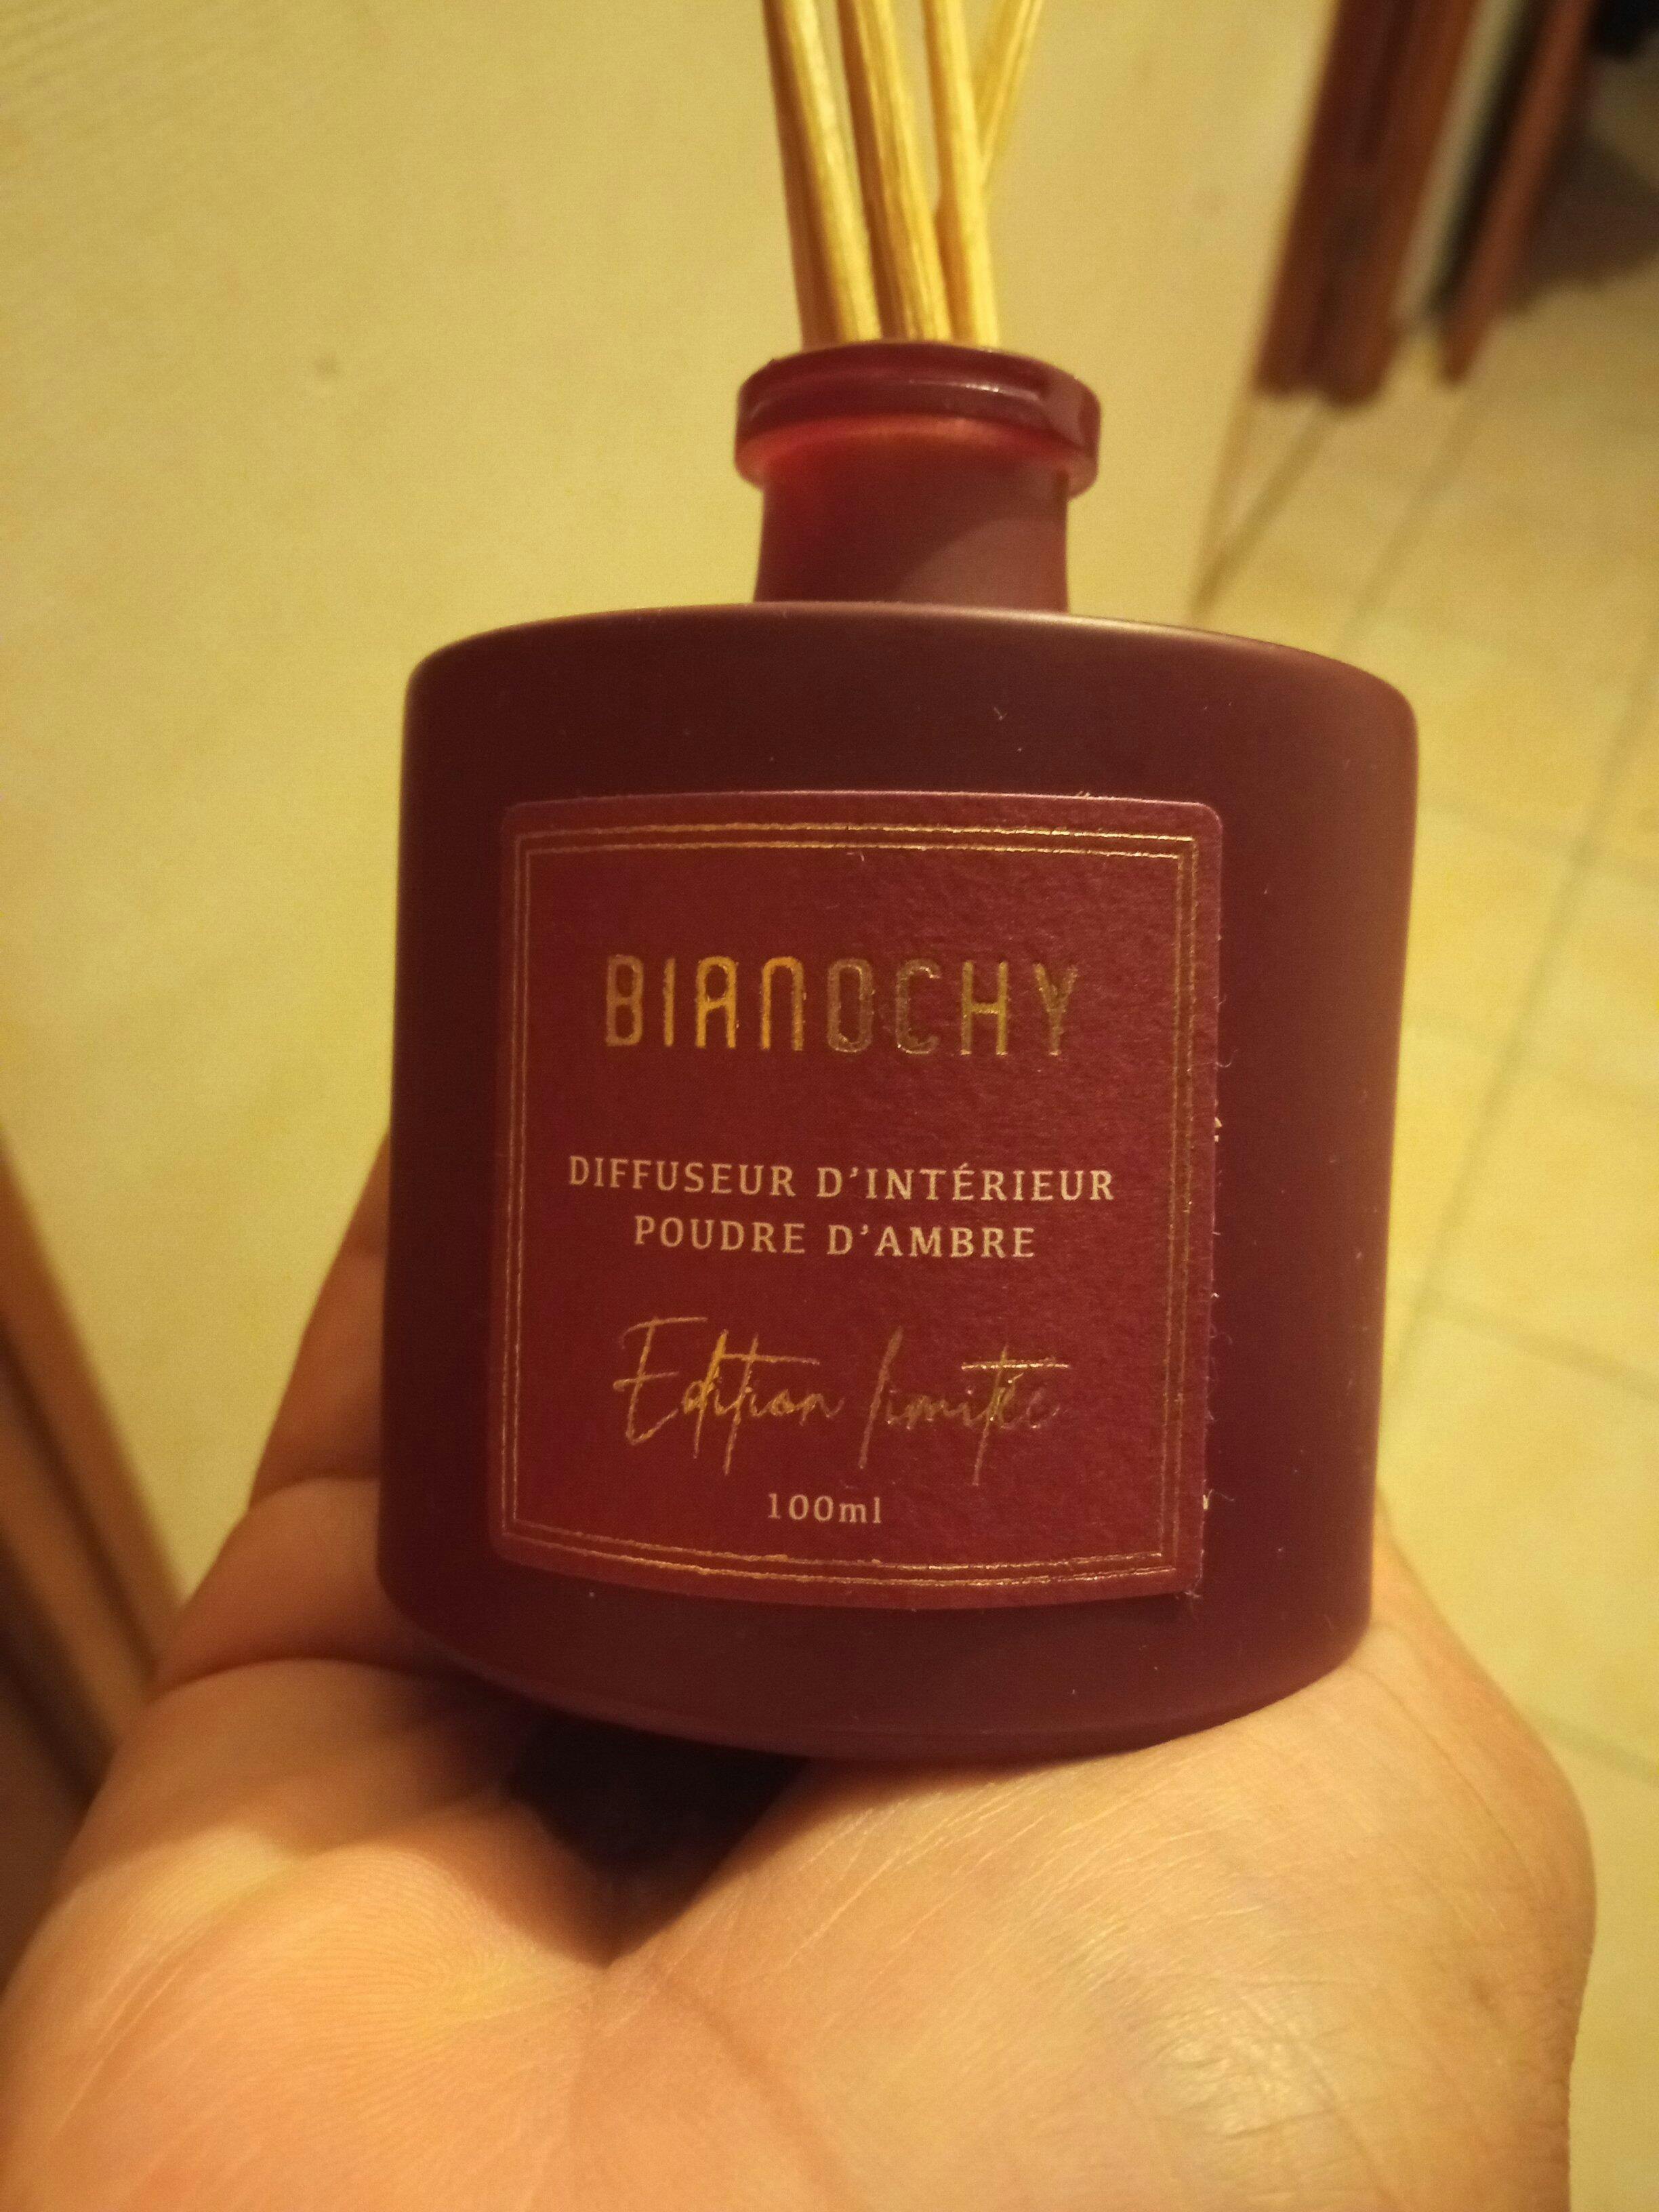 BIANOCHY
DIFFUSEUR D'INTÉRIEUR
POUDRE D'AMBRE
Edition limitée
100ml